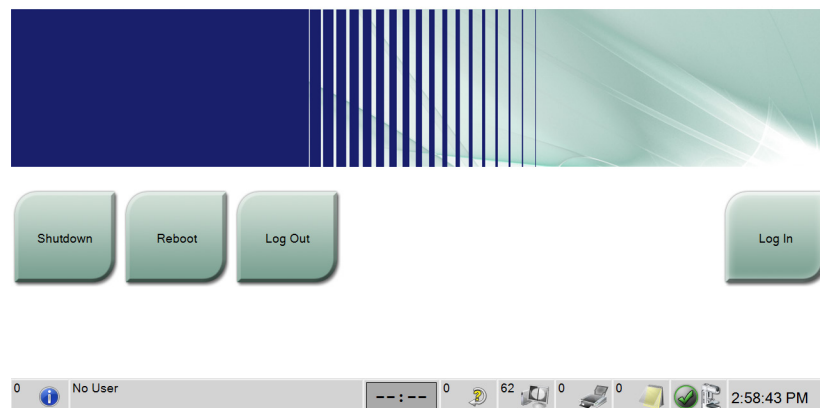 Shutdown
Reboot
Log Out
Log In
0
No User
--:--
0
62
0
0
2:58:43 PM